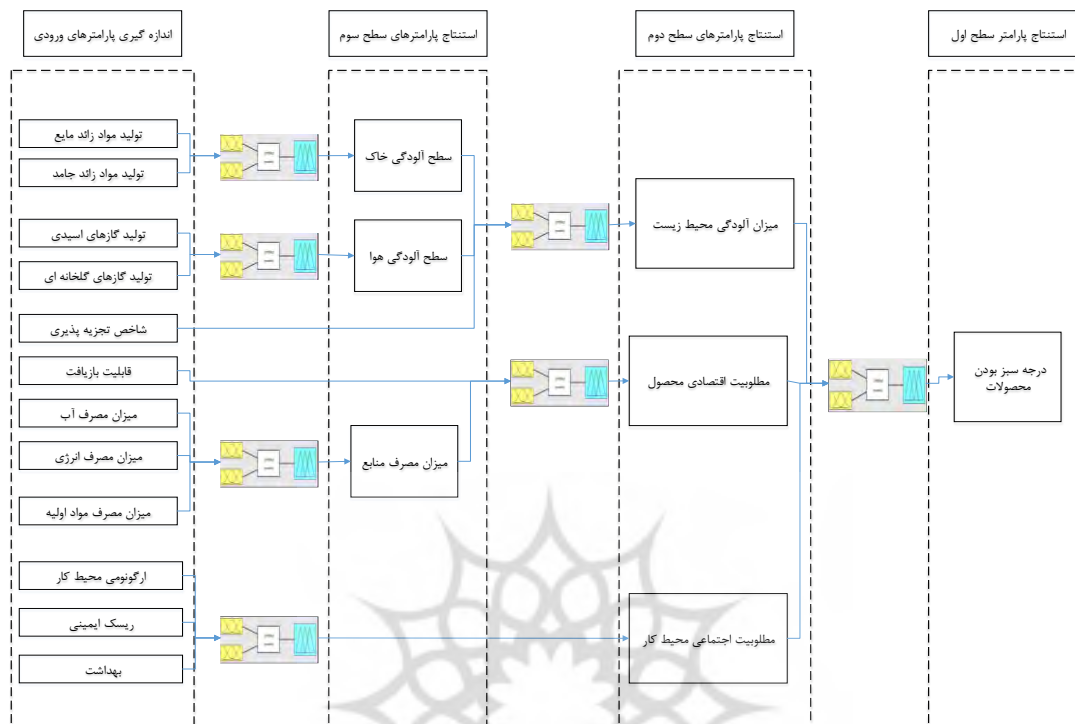 اندازه گیری پارامترهای ورودی
استنتاج پارامترهای سطح سوم
استنتاج پارامترهای سطح دوم
استنتاج پارامتر سطح اول
تولید مواد زائد مایع
تولید مواد زائد جامد
تولید گازهای اسیدی
تولید گازهای گلخانه ای
شاخص تجزیه پذیری
قابلیت بازیافت
میزان مصرف آب
میزان مصرف انرژی
میزان مصرف مواد اولیه
ارگونومی محیط کار
ریسک ایمینی
بهداشت
سطح آلودگی خاک
سطح آلودگی هوا
میزان مصرف منابع
میزان آلودگی محیط زیست
مطلوبیت اقتصادی محصول
مطلوبیت اجتماعی محیط کار
درجه سبز بودن
محصولات